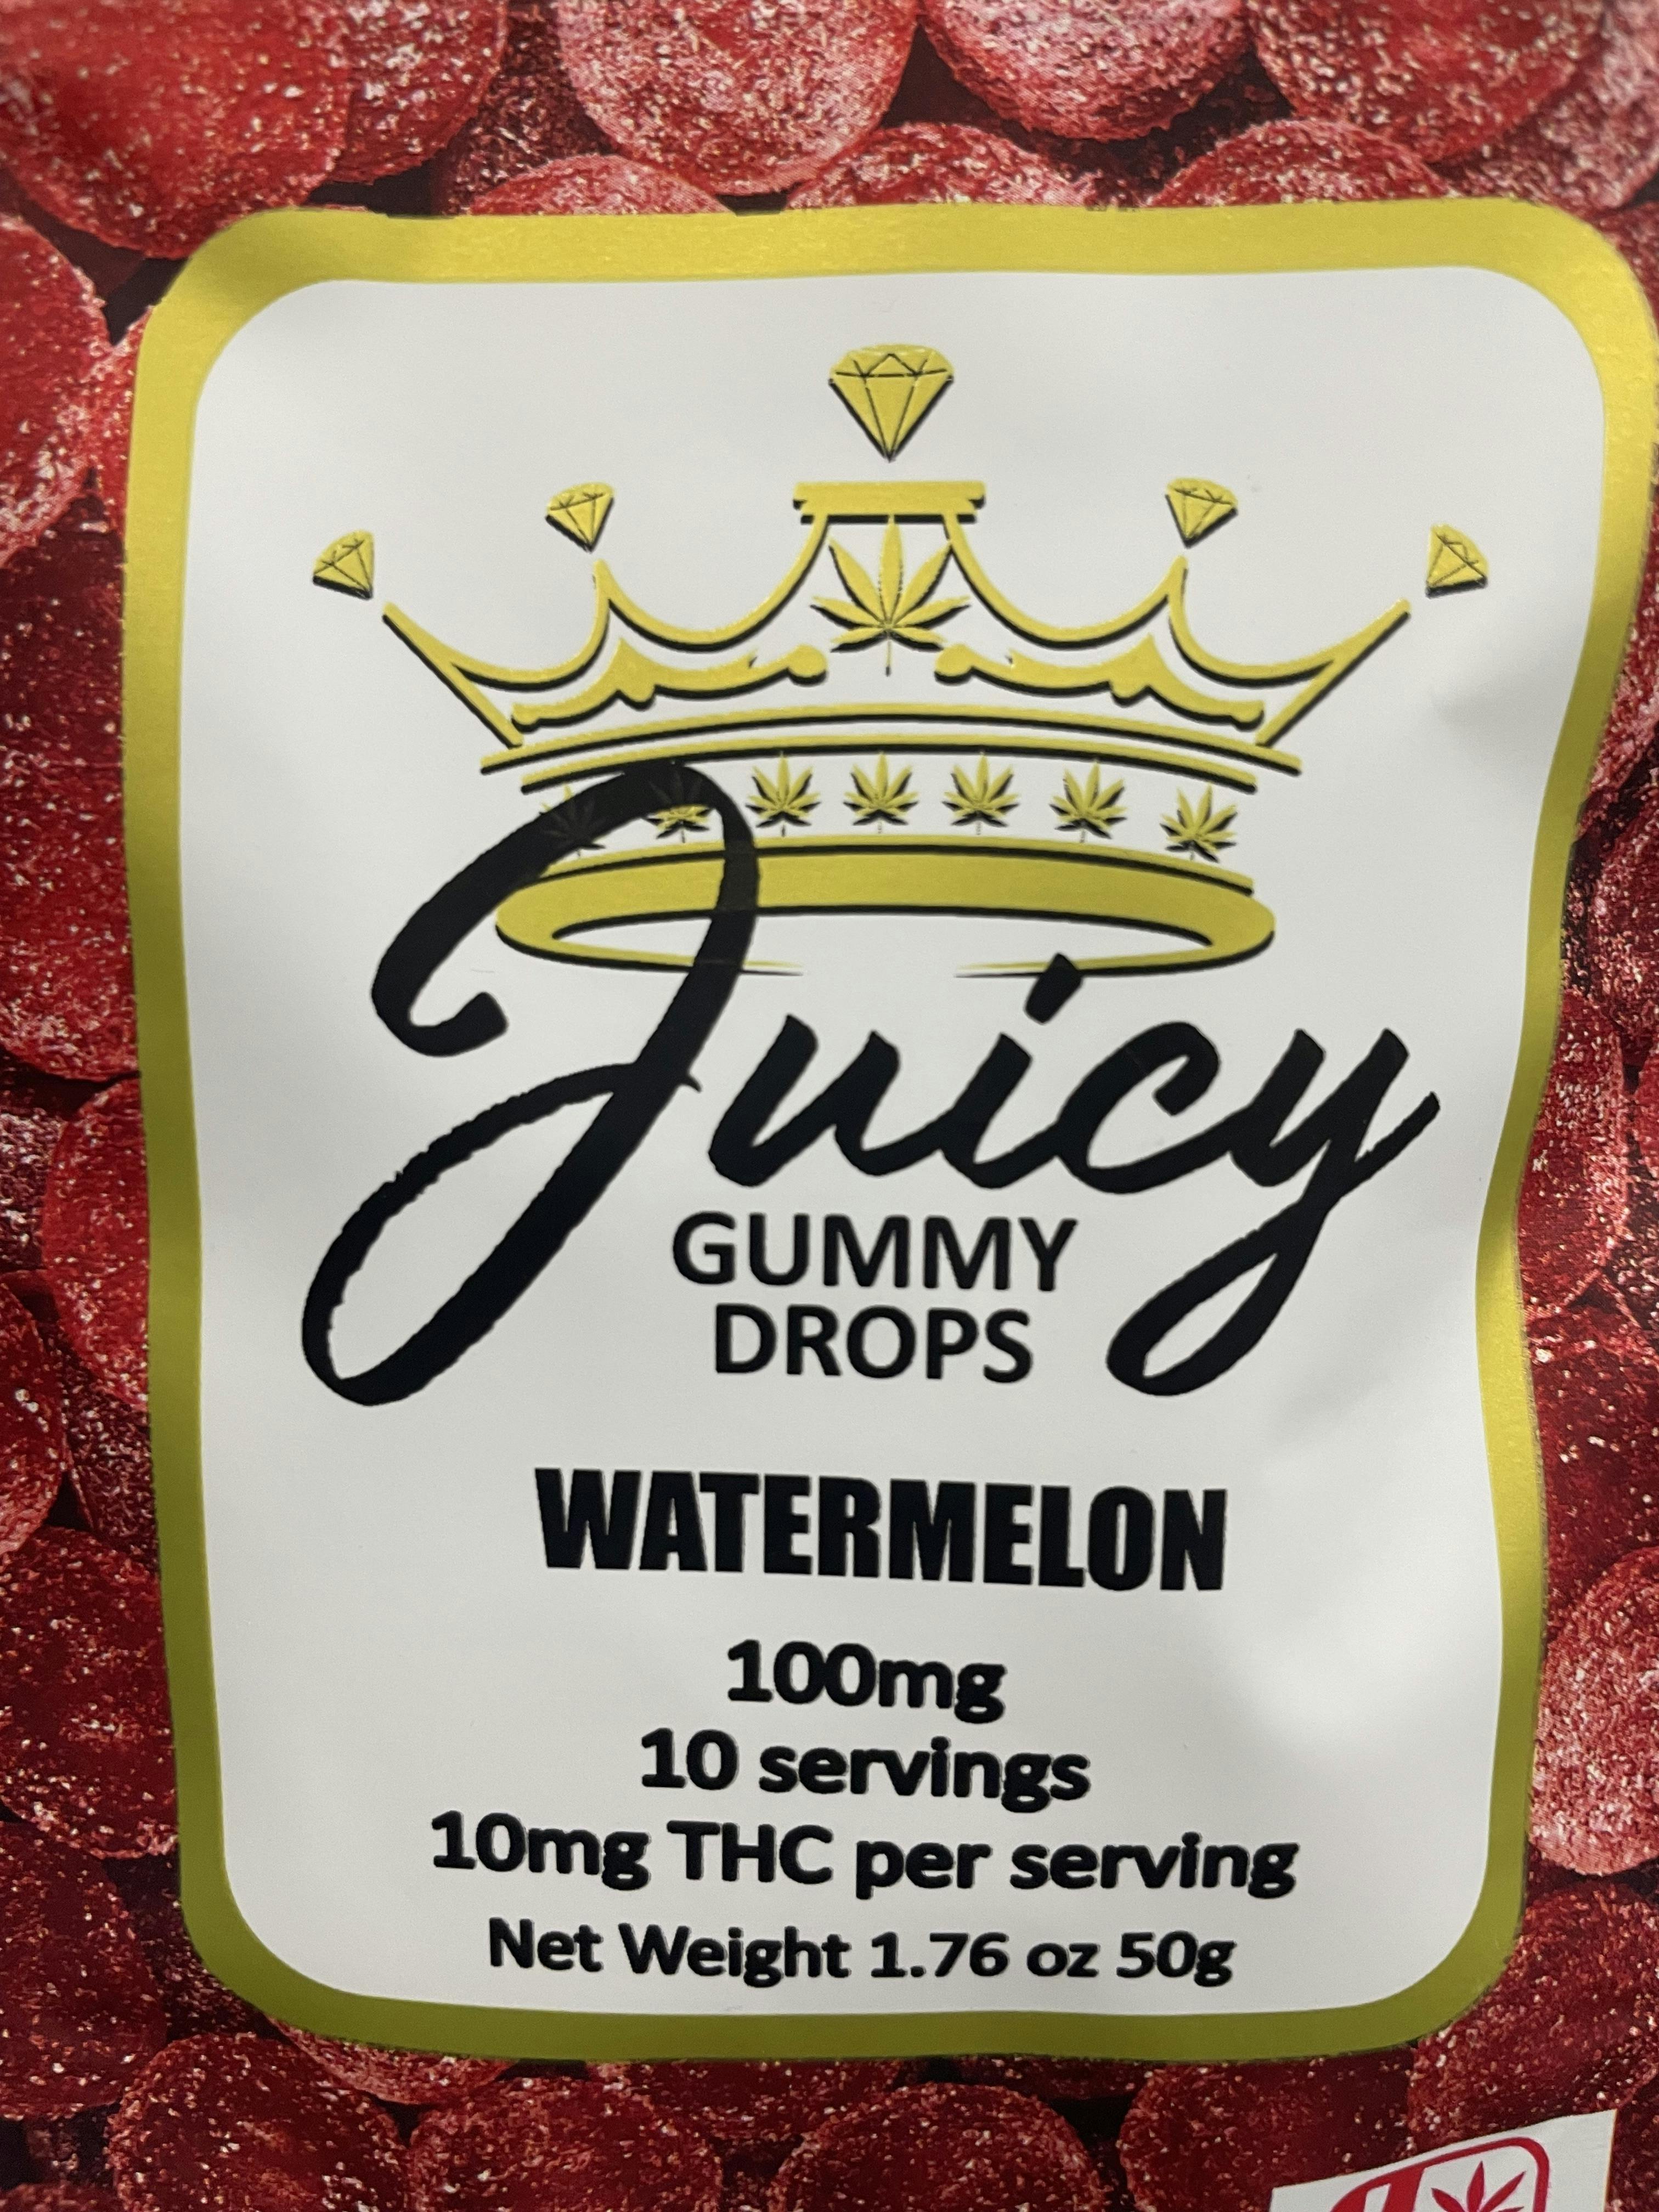 Juicy
GUMMY
DROPS
WATERMELON
100mg
10 servings
10mg THC per serving
Net Weight 1.76 oz 50g